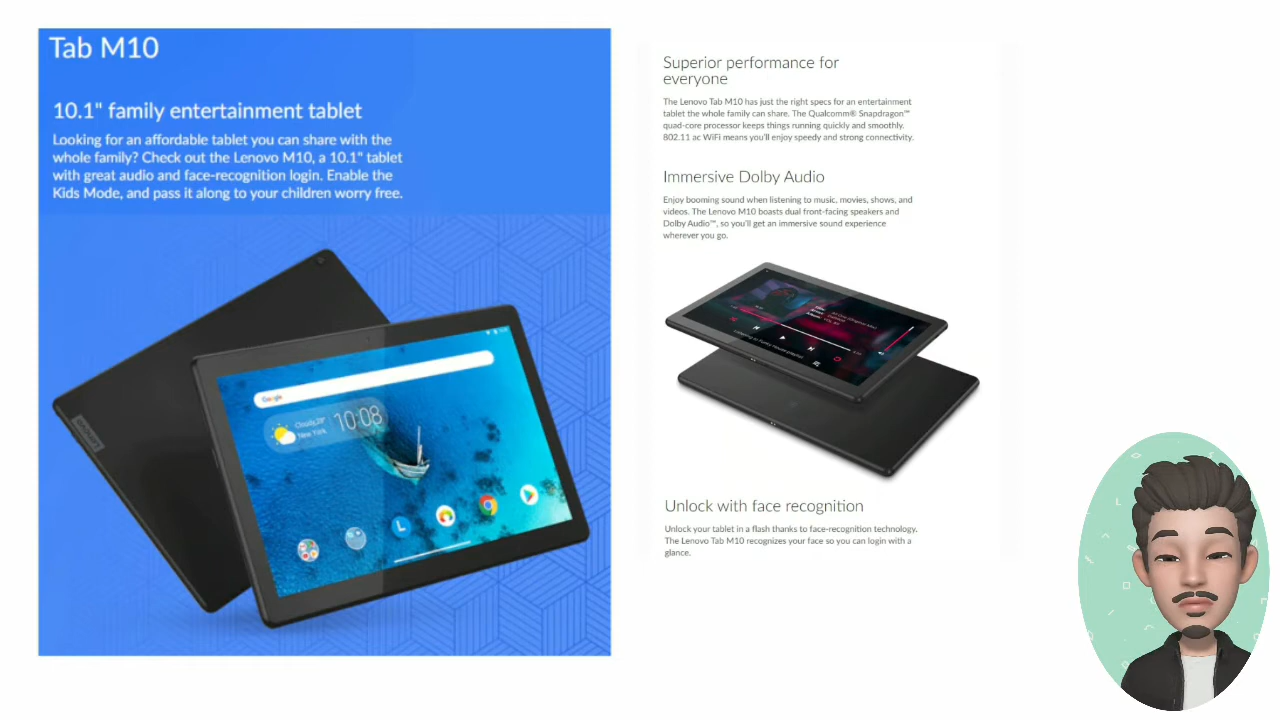 Tab M10
10.1" family entertainment tablet
Looking for an affordable tablet you can share with the
whole family? Check out the Lenovo M10, a 10.1" tablet
with great audio and face-recognition login. Enable the
Kids Mode, and pass it along to your children worry free.
Lenovo
Google
Cloudy,28°
New York
10:08
Superior performance for
everyone
The Lenovo Tab M10 has just the right specs for an entertainment
tablet the whole family can share. The Qualcomm® Snapdragon™
quad-core processor keeps things running quickly and smoothly.
802.11 ac WiFi means you'll enjoy speedy and strong connectivity.
Immersive Dolby Audio
Enjoy booming sound when listening to music, movies, shows, and
videos. The Lenovo M10 boasts dual front-facing speakers and
Dolby Audio™, so you'll get an immersive sound experience
wherever you go.
Unlock with face recognition
Unlock your tablet in a flash thanks to face-recognition technology.
The Lenovo Tab M10 recognizes your face so you can login with a
glance.